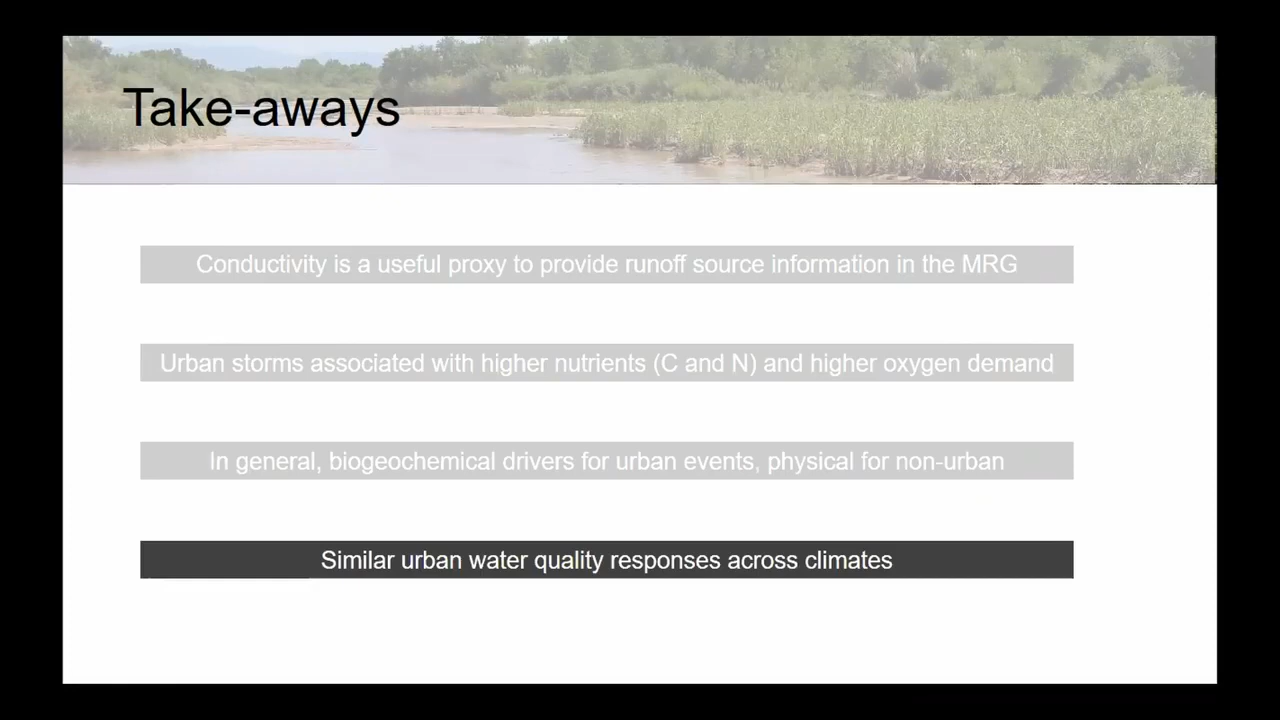 Take-aways
Conductivity is a useful proxy to provide runoff source information in the MRG
Urban storms associated with higher nutrients (C and N) and higher oxygen demand
In general, biogeochemical drivers for urban events, physical for non-urban
Similar urban water quality responses across climates